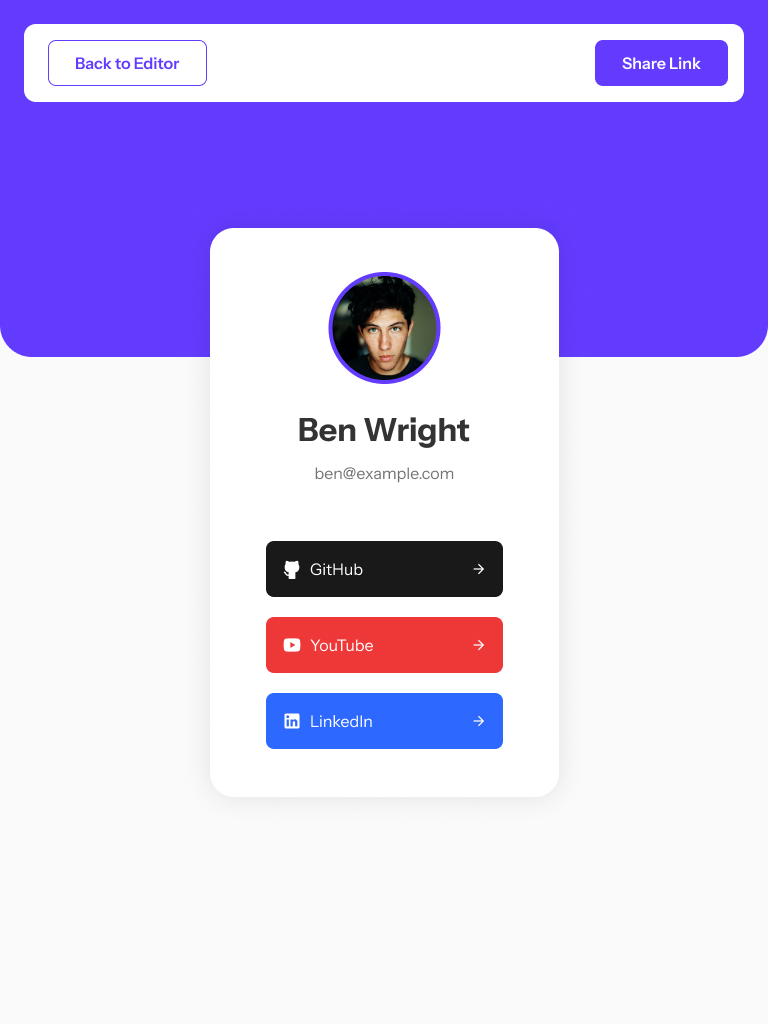 Back to Editor
Share Link
Ben Wright
ben@example.com
GitHub
YouTube
LinkedIn